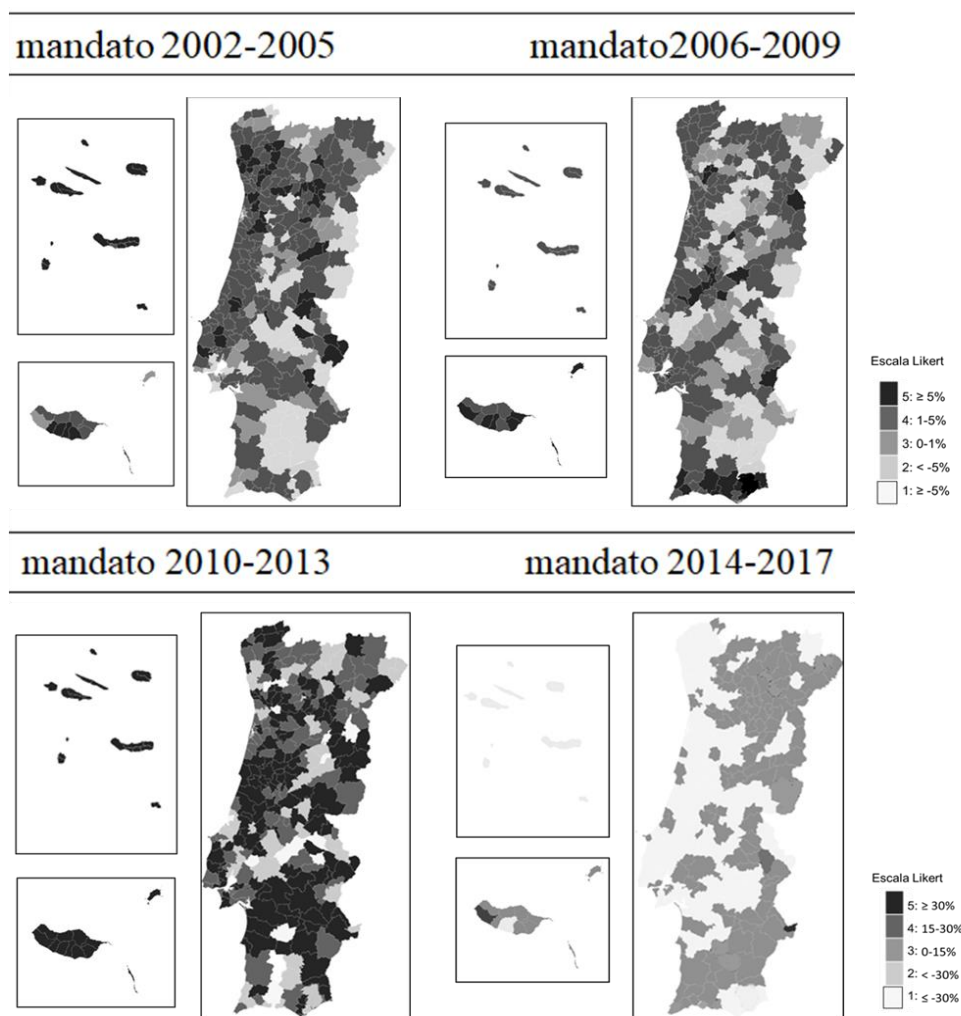 mandato 2002-2005
mandato2006-2009
Escala Likert
5: ≥ 5%
4: 1-5%
3: 0-1%
2: < -5%
1: ≥ -5%
mandato 2010-2013
mandato 2014-2017
Escala Likert
5: ≥ 30%
4: 15-30%
3: 0-15%
2: < -30%
1: ≤ -30%